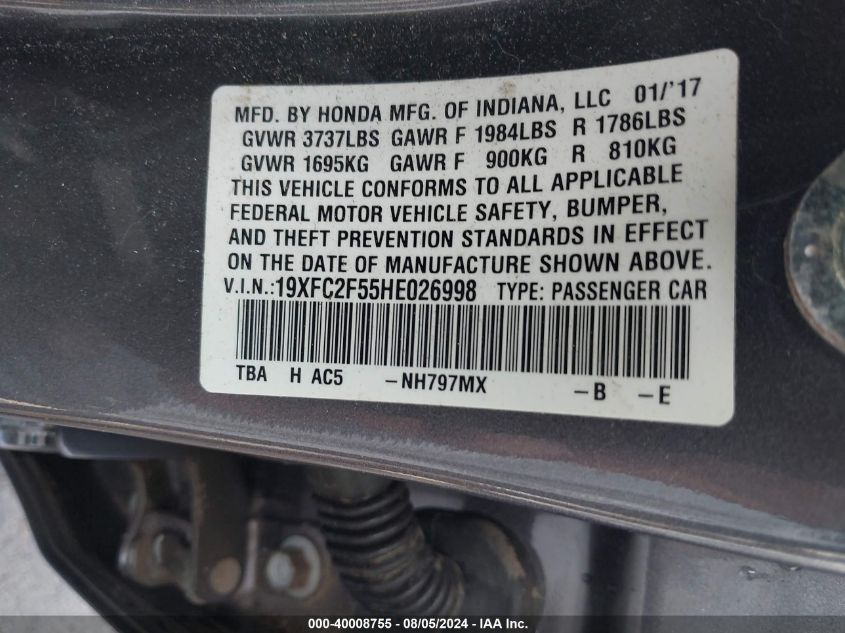 MFD. BY HONDA MFG. OF INDIANA, LLC 01/'17
GVWR 3737LBS GAWR F 1984LBS R 1786LBS
GVWR 1695KG GAWR F 900KG R 810KG
THIS VEHICLE CONFORMS TO ALL APPLICABLE
FEDERAL MOTOR VEHICLE SAFETY, BUMPER,
AND THEFT PREVENTION STANDARDS IN EFFECT
ON THE DATE OF MANUFACTURE SHOWN ABOVE.
V.I.N.:19XFC2F55HE026998 TYPE: PASSENGER CAR
TBA H AC5 -NH797MX -B -E
000-40008755 - 08/05/2024 - IAA Inc.